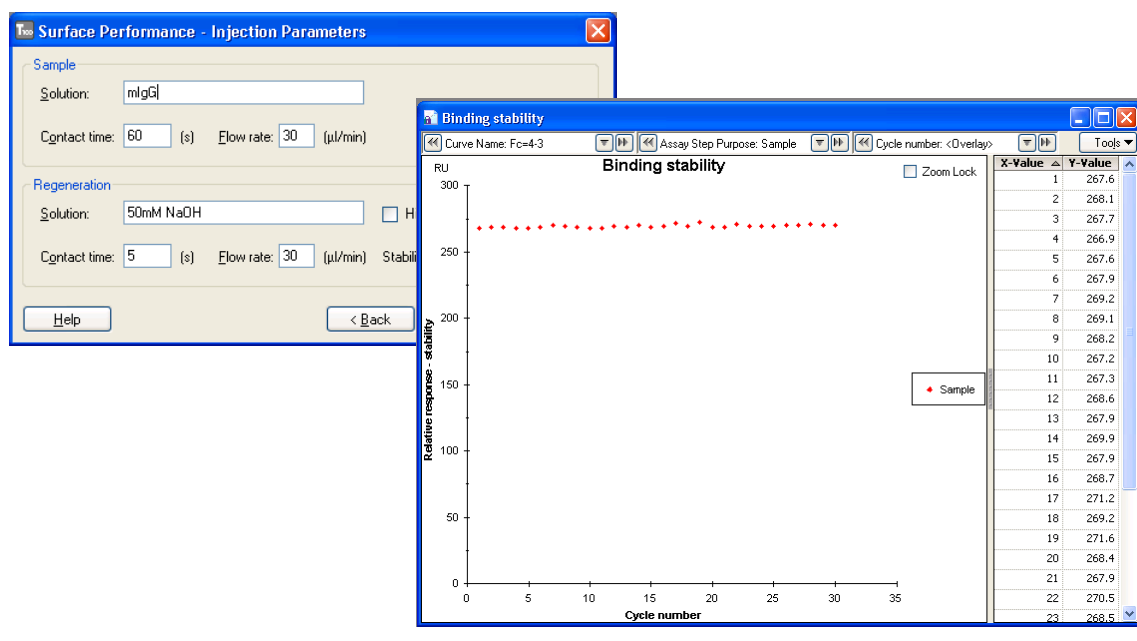 T100 Surface Performance - Injection Parameters
Sample
Solution: mIgG
Contact time: 60 (s) Flow rate: 30 (µl/min)
Regeneration
Solution: 50mM NaOH H
Contact time: 5 (s) Flow rate: 30 (µl/min) Stabili
Help < Back
Binding stability
Curve Name: Fc=4-3 Assay Step Purpose: Sample Cycle number: <Overlay> Tools
Binding stability
Zoom Lock
RU
300
250
200
150
100
50
0
Relative response - stability
0 5 10 15 20 25 30 35
Cycle number
Sample
X-Value Y-Value
1 267.6
2 268.1
3 267.7
4 266.9
5 267.6
6 267.9
7 269.2
8 269.1
9 268.2
10 267.2
11 267.3
12 268.6
13 267.9
14 269.9
15 267.9
16 268.7
17 271.2
18 269.2
19 271.6
20 268.4
21 267.9
22 270.5
23 268.5